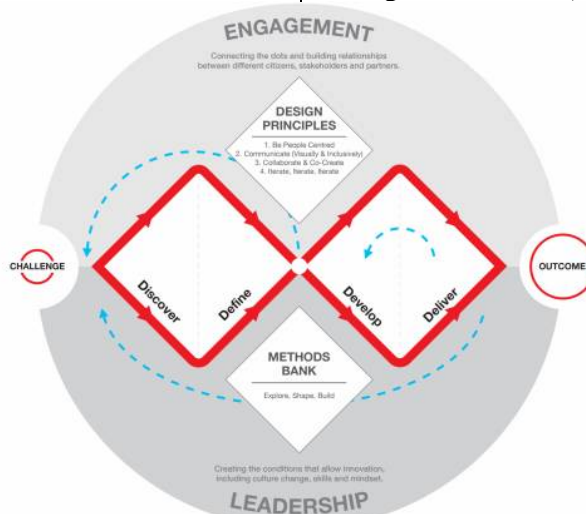 ENGAGEMENT
Connecting the dots and building relationships
between different citizens, stakeholders and partners.
DESIGN
PRINCIPLES
1. Be People Centred
2. Communicate (Visually & Inclusively)
3. Collaborate & Co-Create
4. Iterate, Iterate, Iterate
CHALLENGE
OUTCOME
Discover
Define
Develop
Deliver
METHODS
BANK
Explore, Shape, Build
Creating the conditions that allow innovation,
including culture change, skills and mindset.
LEADERSHIP